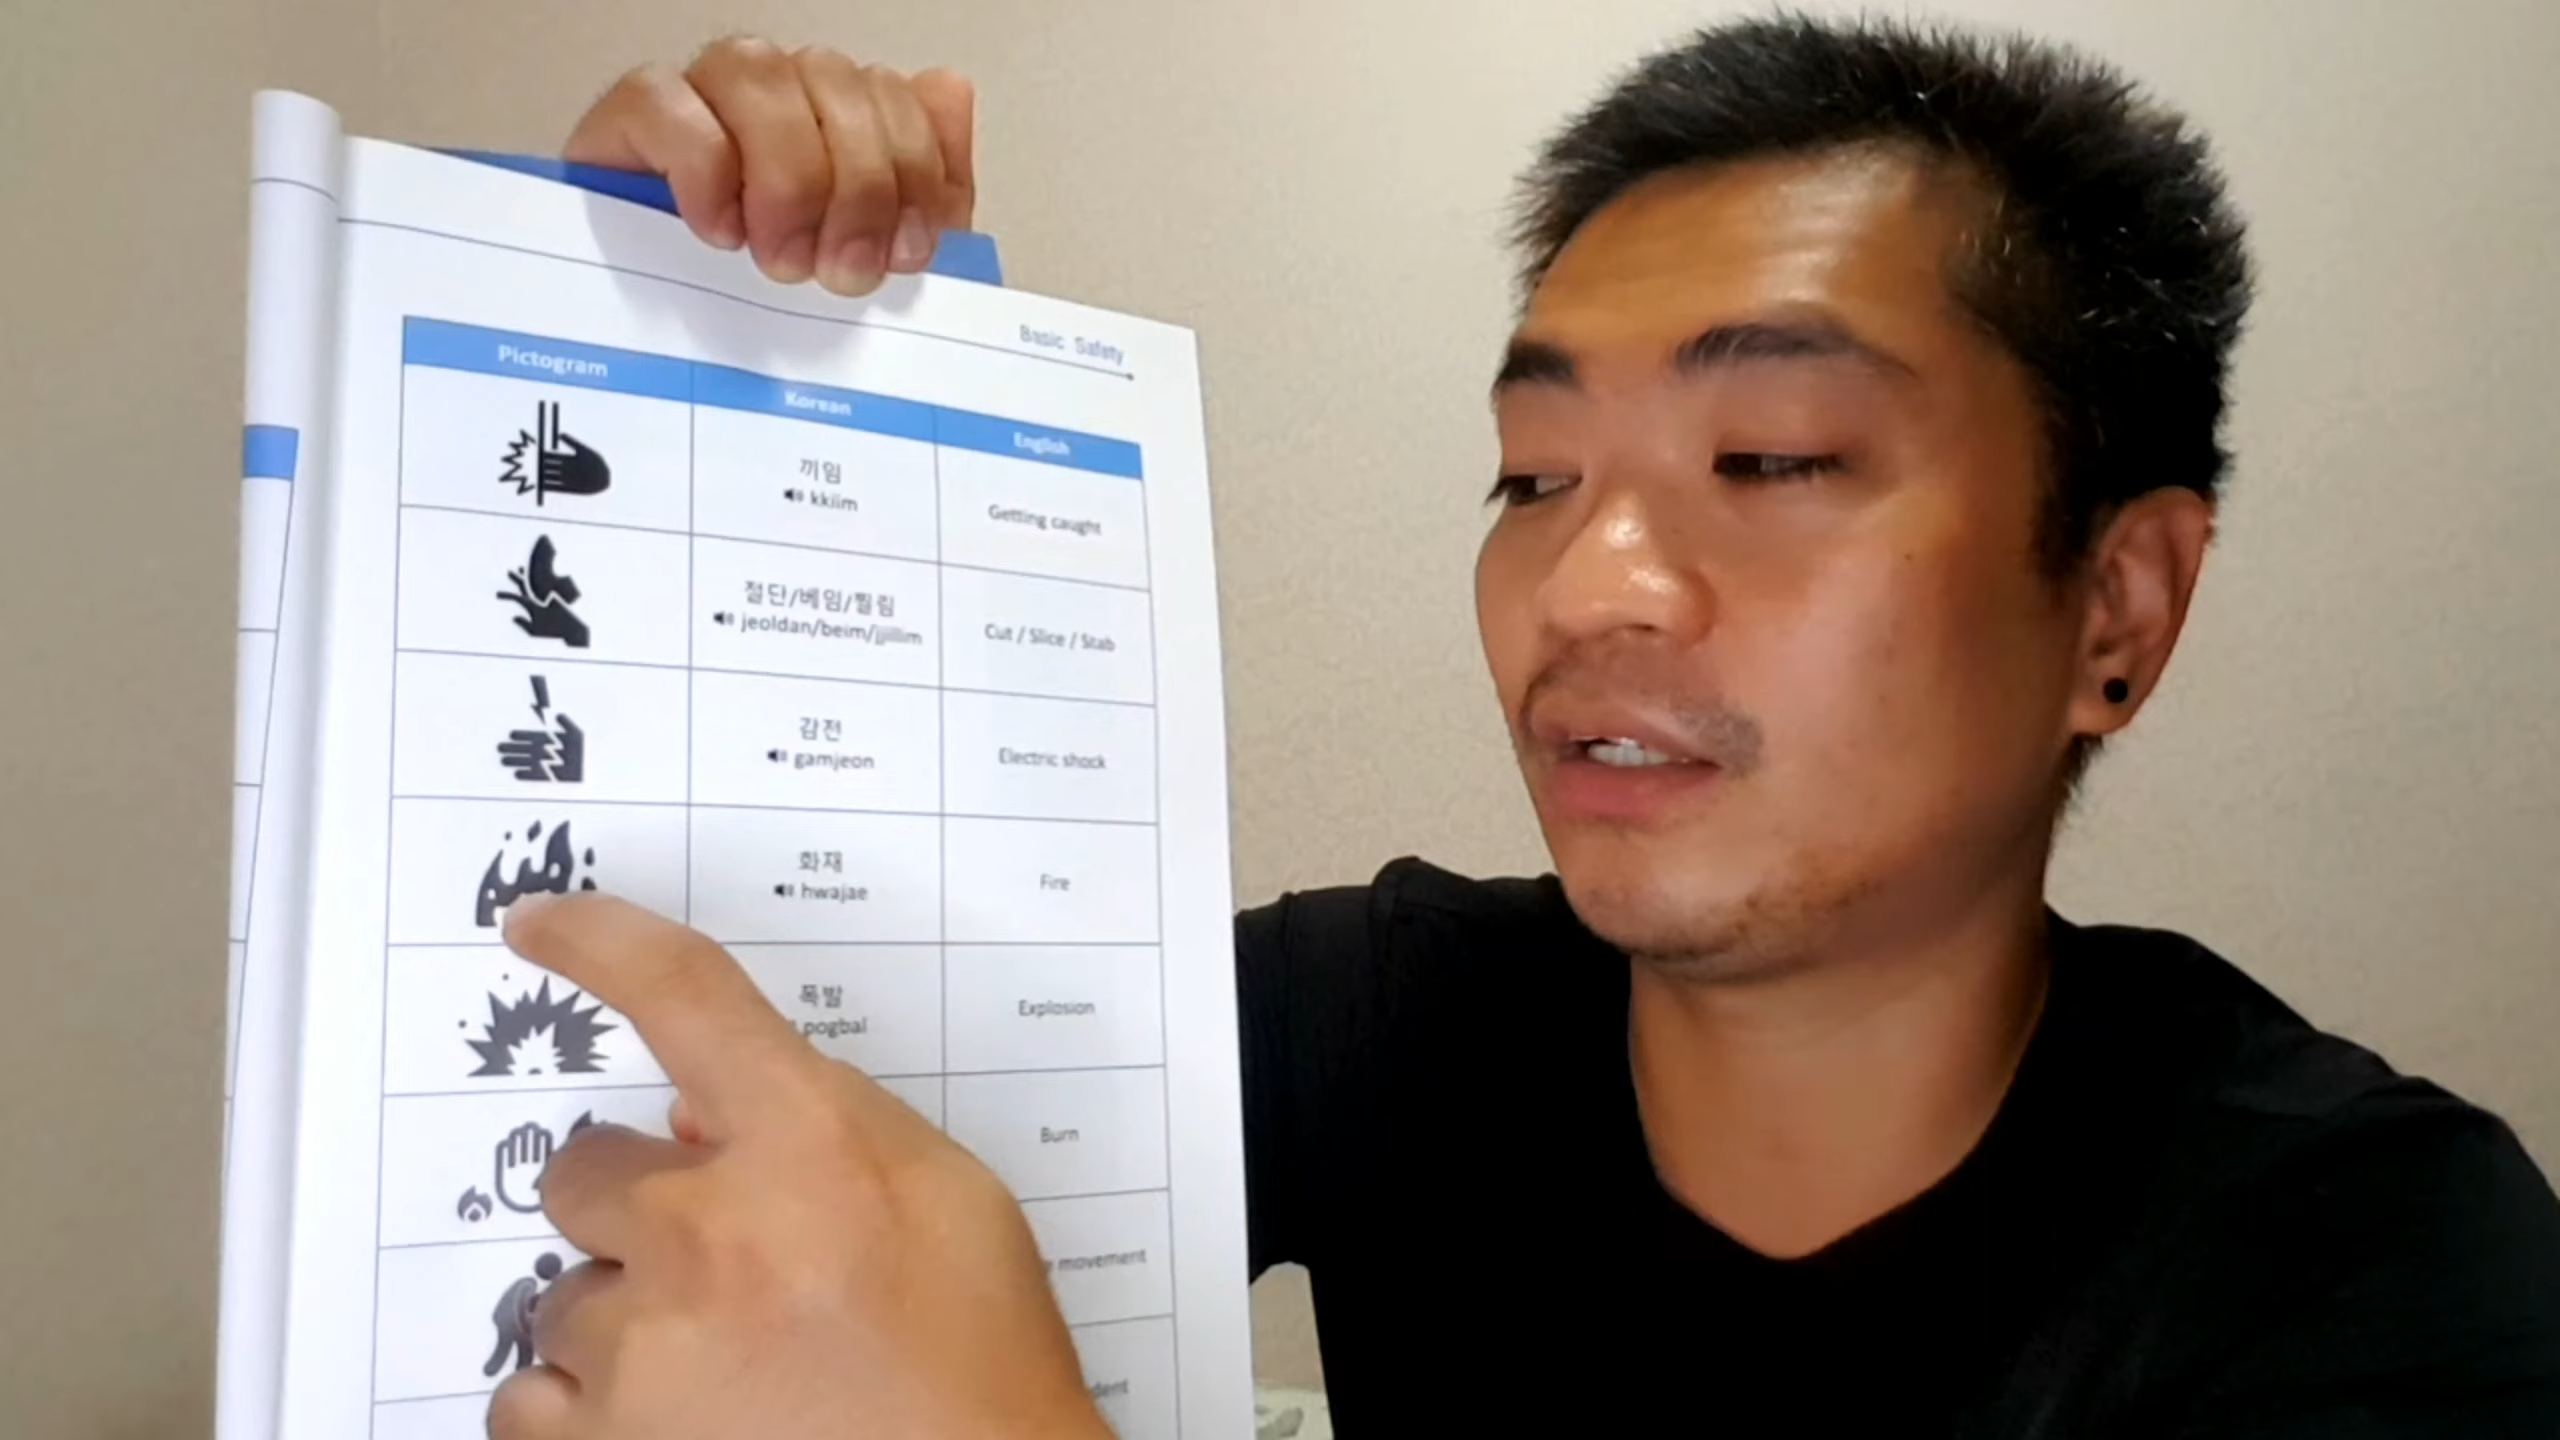 Basic Safety
Pictogram Korean English
끼임
kkiim
Getting caught
절단/베임/찔림
jeoldan/beim/jjillim
Cut / Slice / Stab
감전
gamjeon
Electric shock
화재
hwajae
Fire
폭발
pogbal
Explosion
Burn
movement